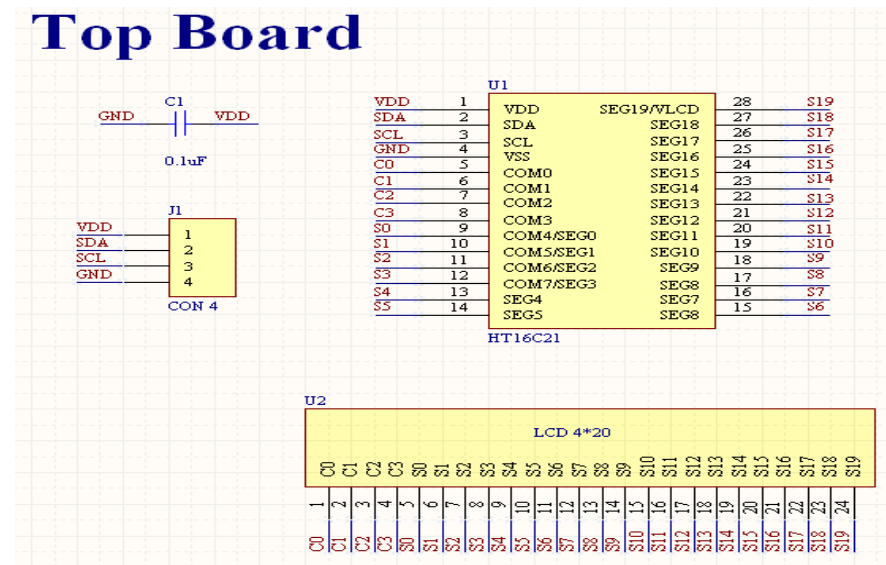 Top Board
C1
GND VDD
0.1uF
J1
VDD 1
SDA 2
SCL 3
GND 4
CON 4
U1
VDD 1 VDD SEG19/VLCD 28 S19
SDA 2 SDA SEG18 27 S18
SCL 3 SCL SEG17 26 S17
GND 4 VSS SEG16 25 S16
C0 5 COM0 SEG15 24 S15
C1 6 COM1 SEG14 23 S14
C2 7 COM2 SEG13 22 S13
C3 8 COM3 SEG12 21 S12
S0 9 COM4/SEG0 SEG11 20 S11
S1 10 COM5/SEG1 SEG10 19 S10
S2 11 COM6/SEG2 SEG9 18 S9
S3 12 COM7/SEG3 SEG8 17 S8
S4 13 SEG4 SEG7 16 S7
S5 14 SEG5 SEG8 15 S6
HT16C21
U2
LCD 4*20
C0 C1 C2 C3 S0 S1 S2 S3 S4 S5 S6 S7 S8 S9 S10 S11 S12 S13 S14 S15 S16 S17 S18 S19
1 2 3 4 5 6 7 8 9 10 11 12 13 14 15 16 17 18 19 20 21 22 23 24
C0 C1 C2 C3 S0 S1 S2 S3 S4 S5 S6 S7 S8 S9 S10 S11 S12 S13 S14 S15 S16 S17 S18 S19